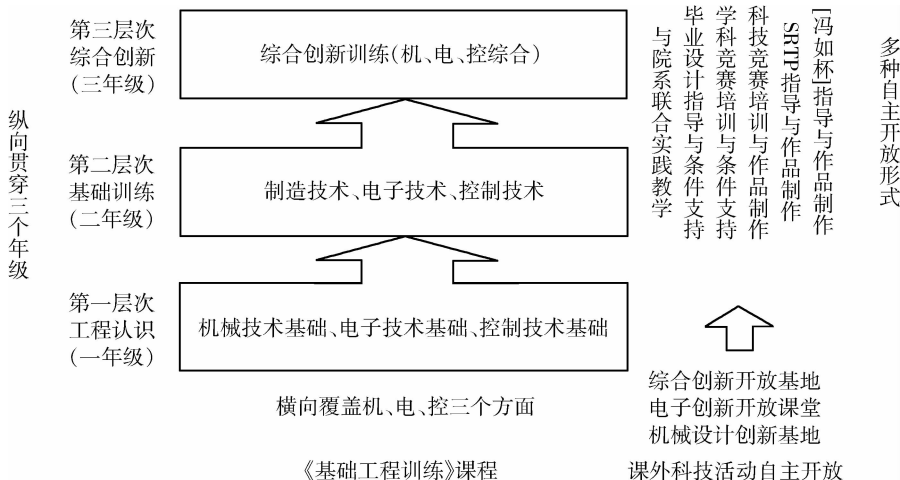 纵向贯穿三个年级
第三层次
综合创新
(三年级)
综合创新训练(机、电、控综合)
第二层次
基础训练
(二年级)
制造技术、电子技术、控制技术
第一层次
工程认识
(一年级)
机械技术基础、电子技术基础、控制技术基础
横向覆盖机、电、控三个方面
《基础工程训练》课程
多种自主开放形式
[冯如杯]指导与作品制作
SRTP指导与作品制作
科技竞赛培训与作品制作
学科竞赛培训与条件支持
毕业设计指导与条件支持
与院系联合实践教学
综合创新开放基地
电子创新开放课堂
机械设计创新基地
课外科技活动自主开放